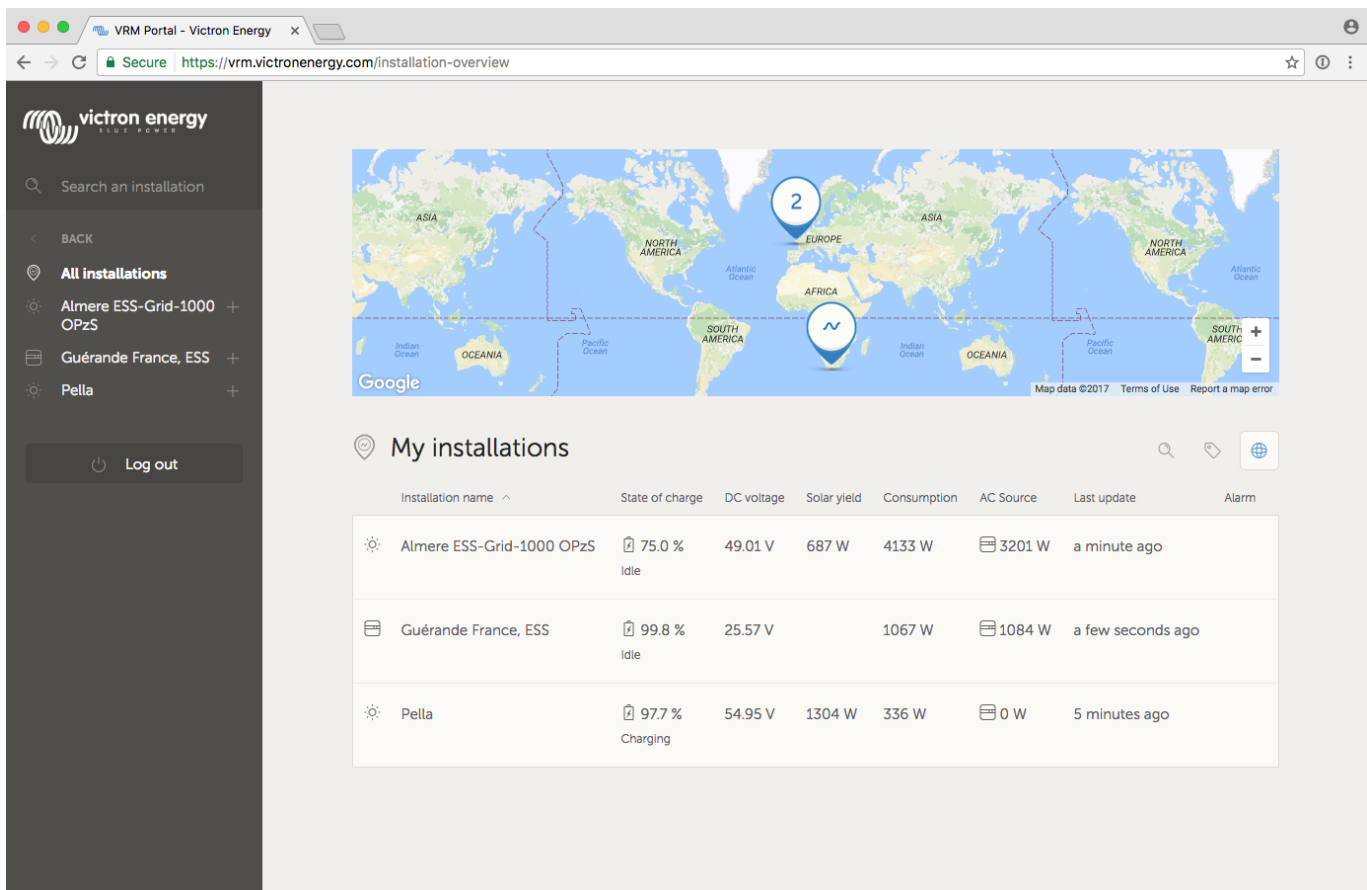 VRM Portal - Victron Energy
Secure https://vrm.victronenergy.com/installation-overview
victron energy
BLUE POWER
Search an installation
BACK
All installations
Almere ESS-Grid-1000
OPzS
Guérande France, ESS
Pella
Log out
2
ASIA
NORTH
AMERICA
Atlantic
Ocean
EUROPE
AFRICA
ASIA
NORTH
AMERICA
Atlantic
Ocean
Indian
Ocean
OCEANIA
Pacific
Ocean
SOUTH
AMERICA
Indian
Ocean
OCEANIA
Pacific
Ocean
SOUTH
AMERIC
+
−
Google
Map data ©2017 Terms of Use Report a map error
My installations
Installation name State of charge DC voltage Solar yield Consumption AC Source Last update Alarm
Almere ESS-Grid-1000 OPzS 75.0 % 49.01 V 687 W 4133 W 3201 W a minute ago
Idle
Guérande France, ESS 99.8 % 25.57 V 1067 W 1084 W a few seconds ago
Idle
Pella 97.7 % 54.95 V 1304 W 336 W 0 W 5 minutes ago
Charging